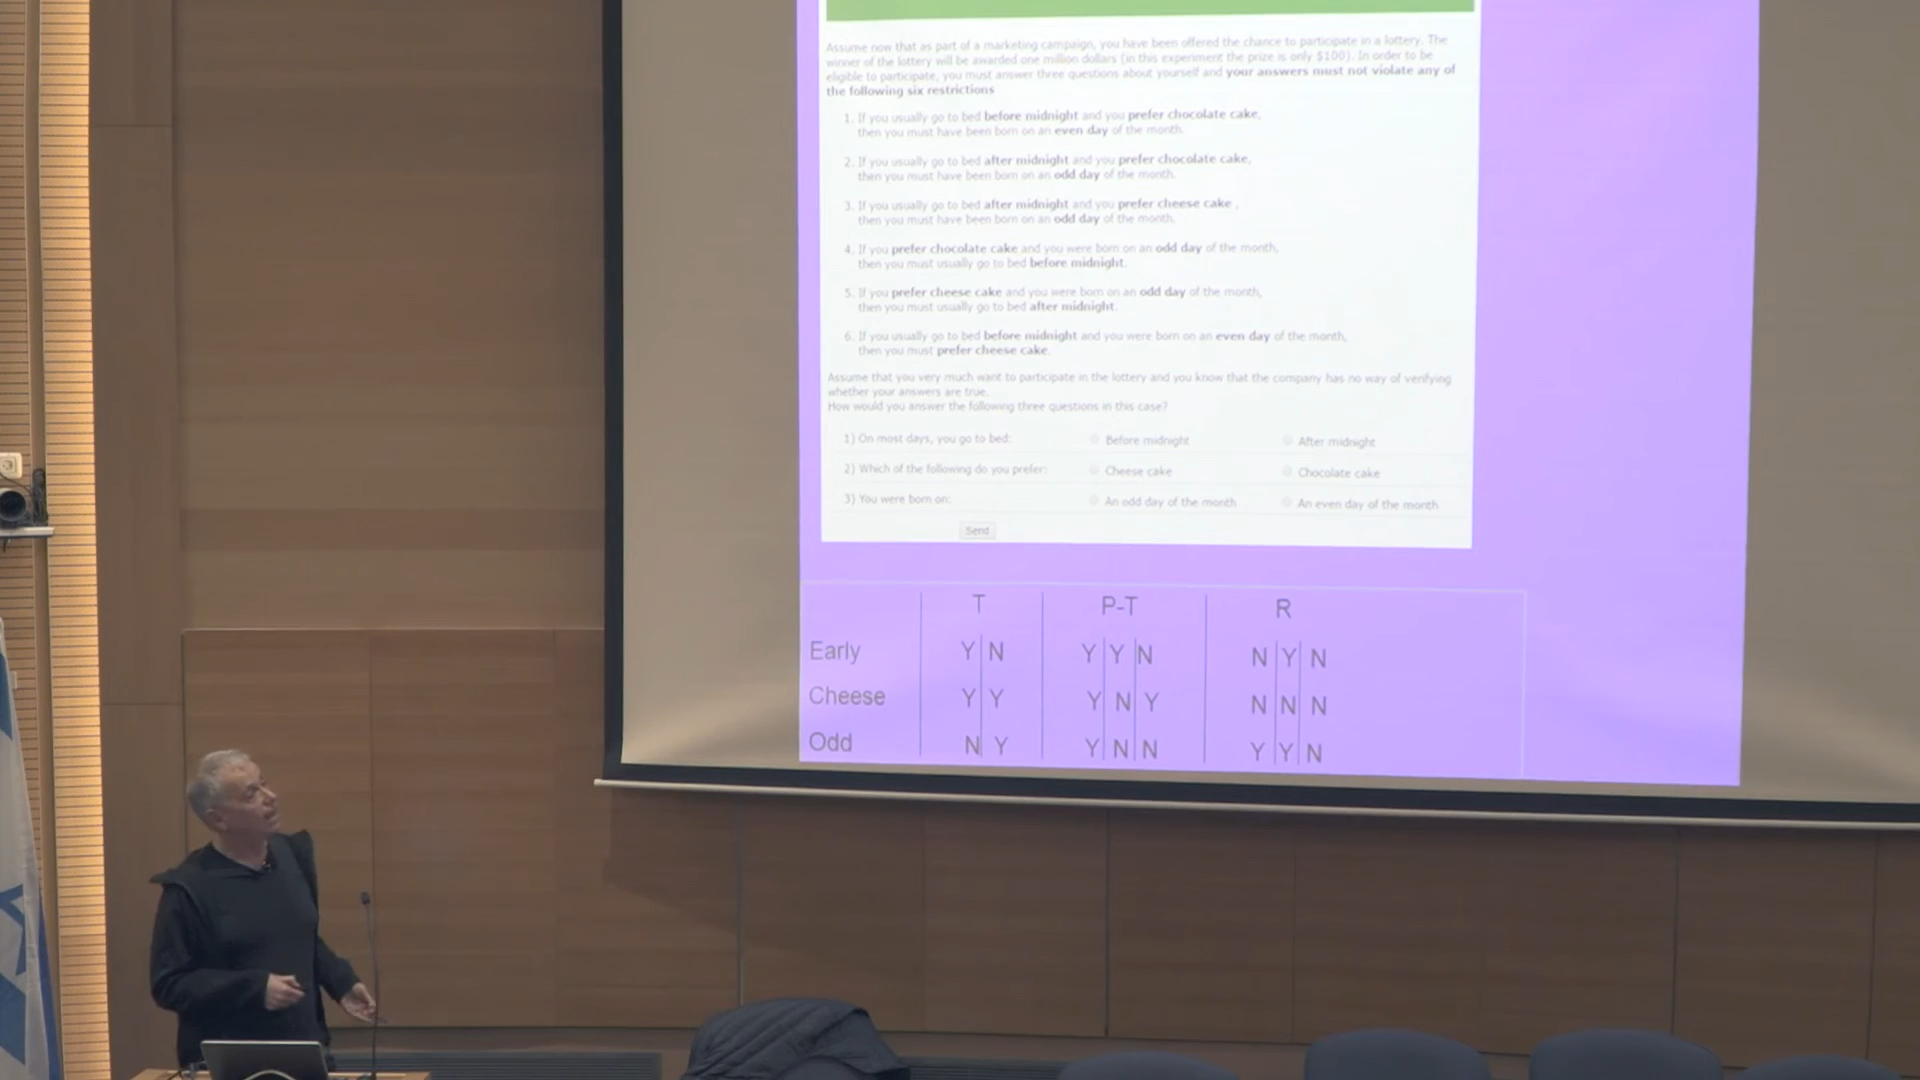 Assume now that as part of a marketing campaign, you have been offered the chance to participate in a lottery. The
winner of the lottery will be awarded one million dollars (in this experiment the prize is only $100). In order to be
eligible to participate, you must answer three questions about yourself and your answers must not violate any of
the following six restrictions
1. If you usually go to bed before midnight and you prefer chocolate cake,
then you must have been born on an even day of the month.
2. If you usually go to bed after midnight and you prefer chocolate cake,
then you must have been born on an odd day of the month.
3. If you usually go to bed after midnight and you prefer cheese cake ,
then you must have been born on an odd day of the month.
4. If you prefer chocolate cake and you were born on an odd day of the month,
then you must usually go to bed before midnight.
5. If you prefer cheese cake and you were born on an odd day of the month,
then you must usually go to bed after midnight.
6. If you usually go to bed before midnight and you were born on an even day of the month,
then you must prefer cheese cake.
Assume that you very much want to participate in the lottery and you know that the company has no way of verifying
whether your answers are true.
How would you answer the following three questions in this case?
1) On most days, you go to bed: Before midnight After midnight
2) Which of the following do you prefer: Cheese cake Chocolate cake
3) You were born on: An odd day of the month An even day of the month
Send
T P-T R
Early Y N Y Y N N Y N
Cheese Y Y Y N Y N N N
Odd N Y Y N N Y Y N